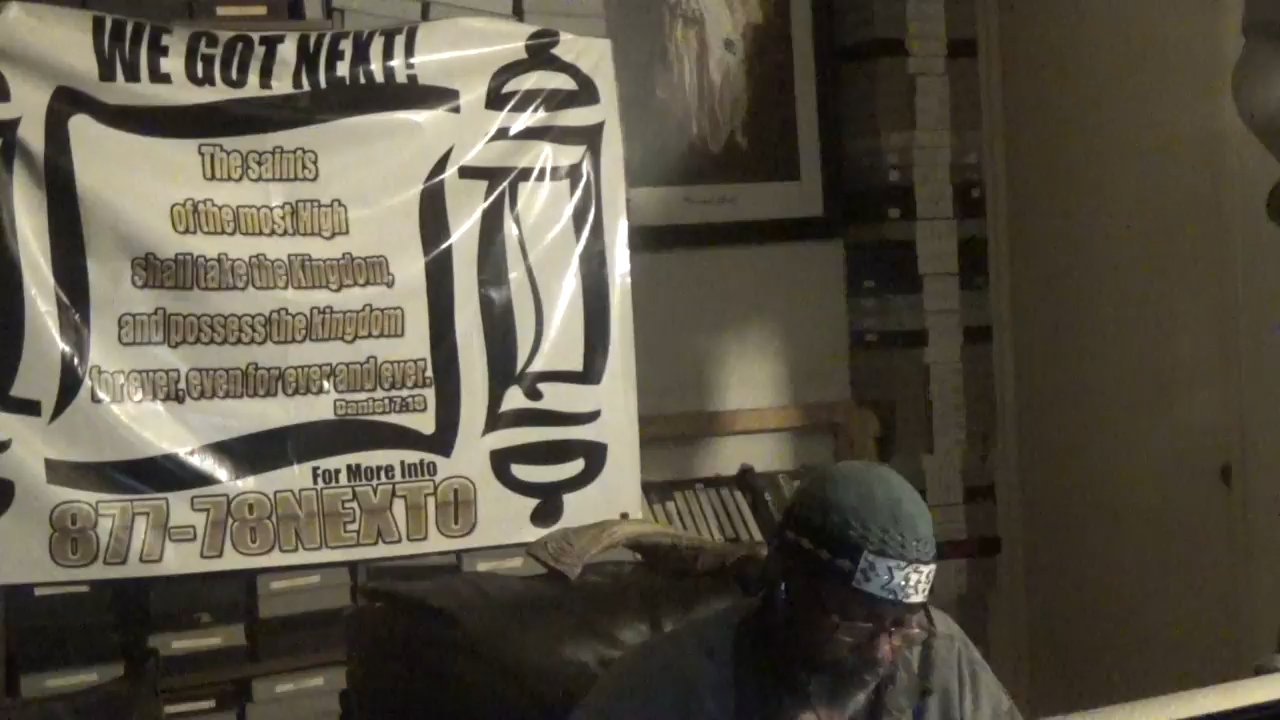 WE GOT NEXT!
The saints
of the most High
shall take the Kingdom,
and possess the kingdom
for ever, even for ever and ever.
Daniel 7:18
For More Info
877-78NEXTO